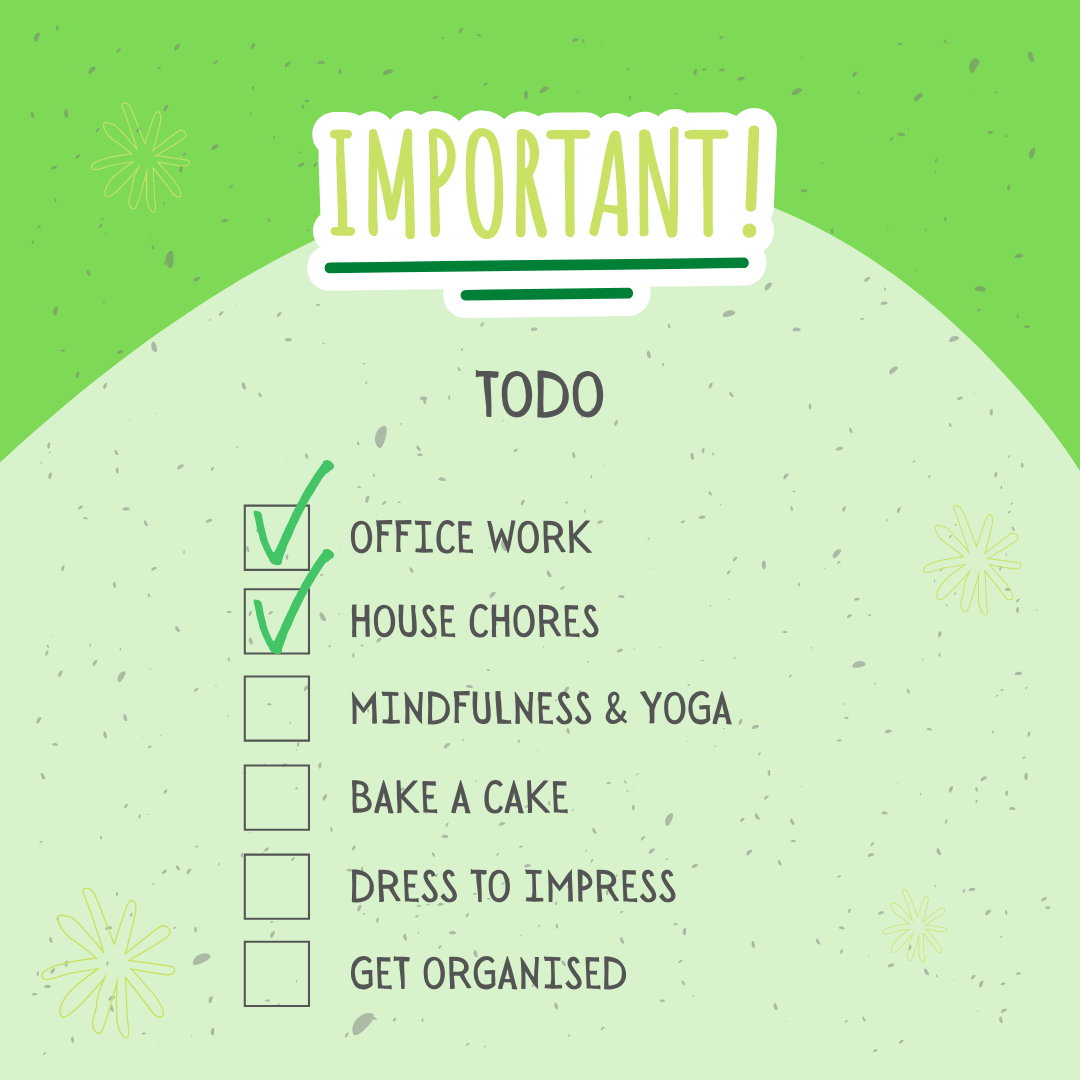 IMPORTANT!
TODO
OFFICE WORK
HOUSE CHORES
MINDFULNESS & YOGA
BAKE A CAKE
DRESS TO IMPRESS
GET ORGANISED